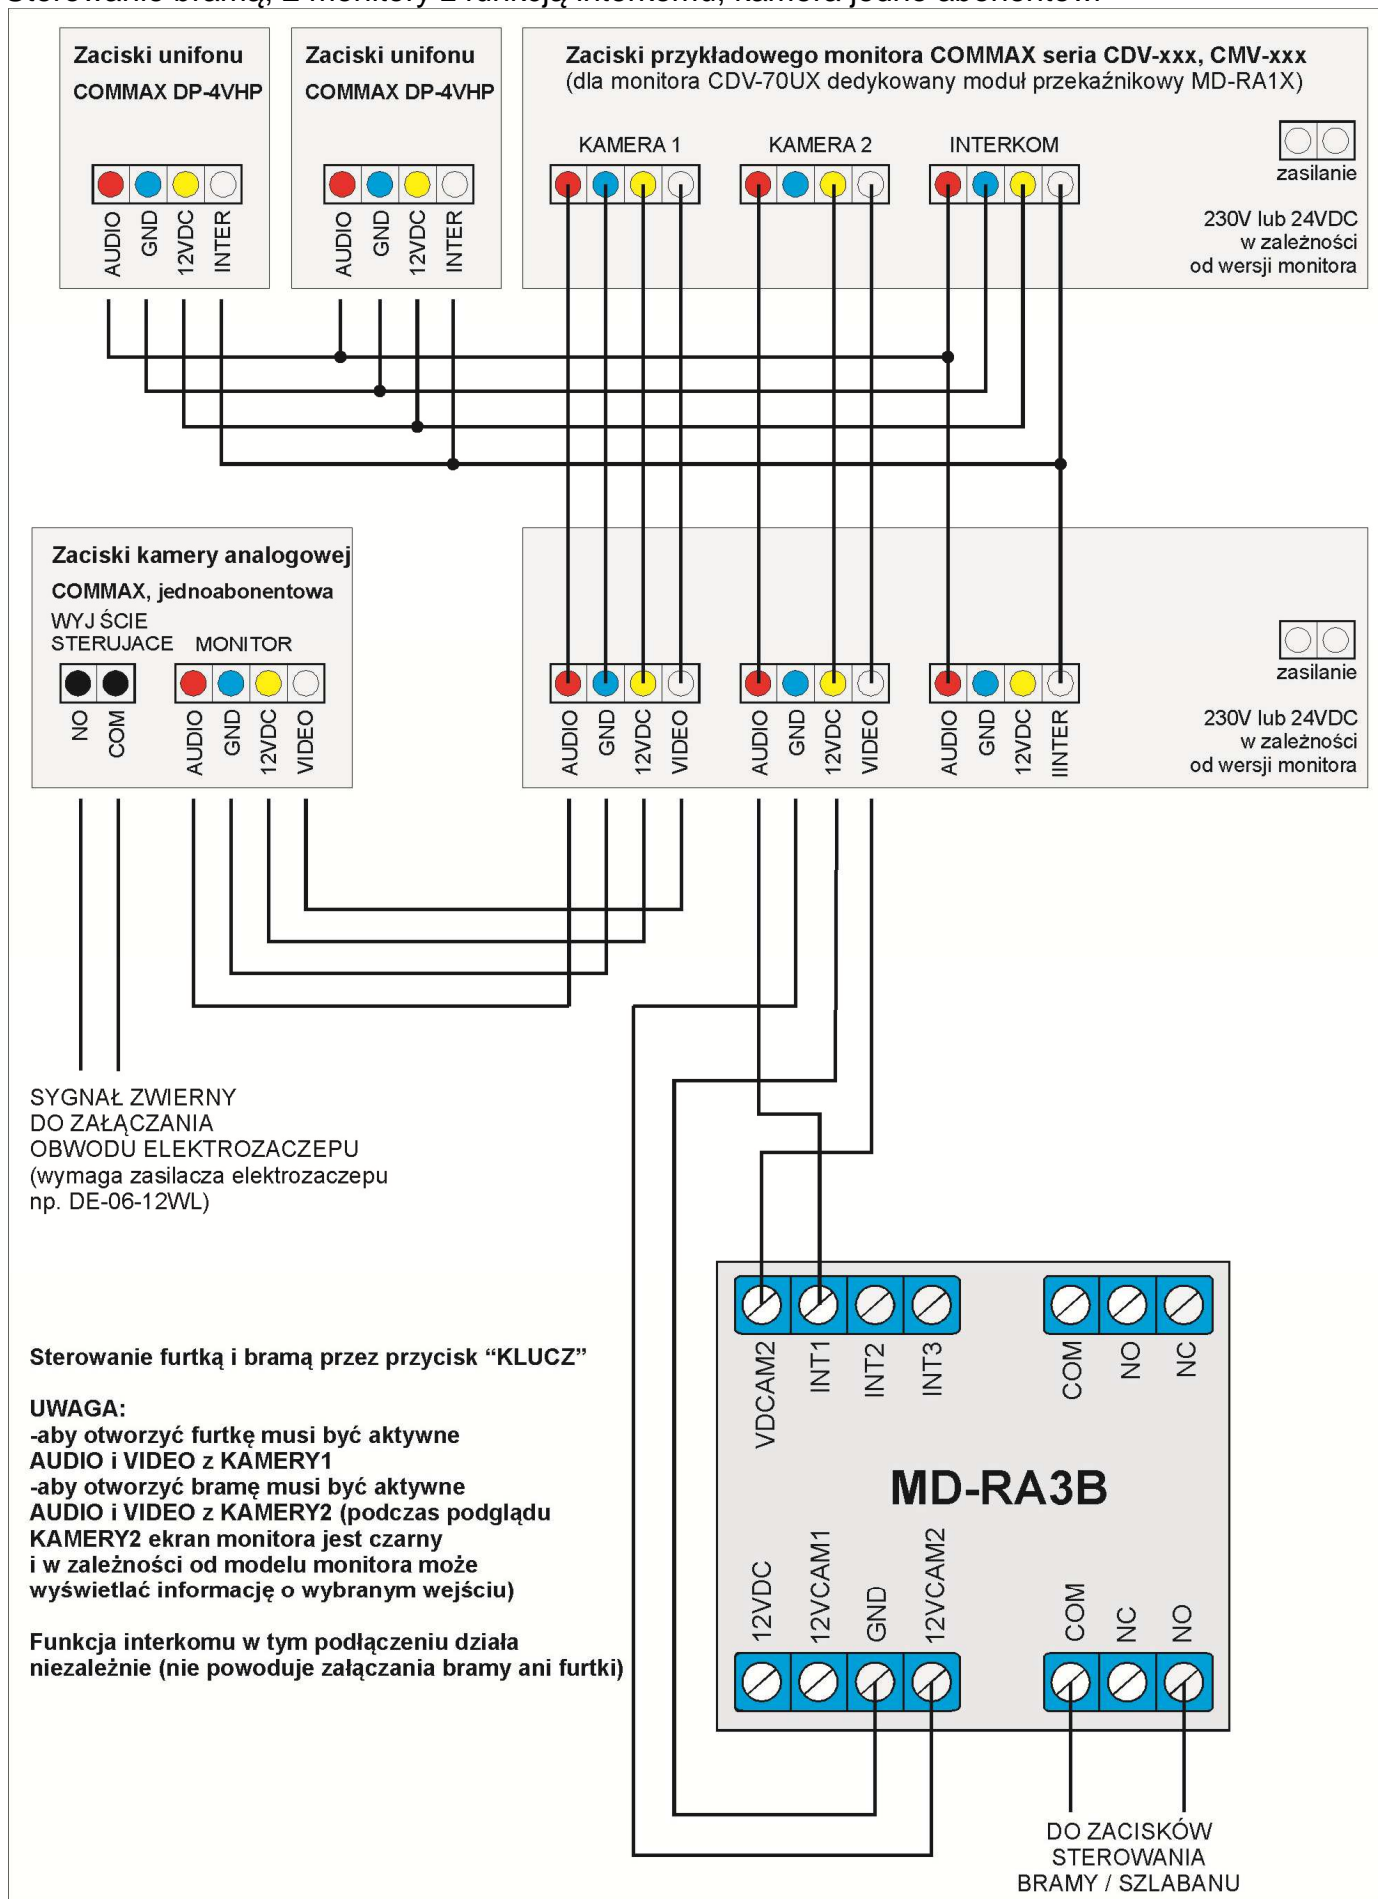 Sterowanie bramą, 2 monitory z funkcją interkomu, kamera jedno abonentów.
Zaciski unifonu
COMMAX DP-4VHP
AUDIO
GND
12VDC
INTER
Zaciski unifonu
COMMAX DP-4VHP
AUDIO
GND
12VDC
INTER
Zaciski przykładowego monitora COMMAX seria CDV-xxx, CMV-xxx
(dla monitora CDV-70UX dedykowany moduł przekaźnikowy MD-RA1X)
KAMERA 1
KAMERA 2
INTERKOM
zasilanie
230V lub 24VDC
w zależności
od wersji monitora
Zaciski kamery analogowej
COMMAX, jednoabonentowa
WYJ ŚCIE
STERUJACE
MONITOR
NO
COM
AUDIO
GND
12VDC
VIDEO
AUDIO
GND
12VDC
VIDEO
AUDIO
GND
12VDC
VIDEO
AUDIO
GND
12VDC
IINTER
zasilanie
230V lub 24VDC
w zależności
od wersji monitora
SYGNAŁ ZWIERNY
DO ZAŁĄCZANIA
OBWODU ELEKTROZACZEPU
(wymaga zasilacza elektrozaczepu
np. DE-06-12WL)
Sterowanie furtką i bramą przez przycisk “KLUCZ”
UWAGA:
-aby otworzyć furtkę musi być aktywne
AUDIO i VIDEO z KAMERY1
-aby otworzyć bramę musi być aktywne
AUDIO i VIDEO z KAMERY2 (podczas podglądu
KAMERY2 ekran monitora jest czarny
i w zależności od modelu monitora może
wyświetlać informację o wybranym wejściu)
Funkcja interkomu w tym podłączeniu działa
niezależnie (nie powoduje załączania bramy ani furtki)
VDCAM2
INT1
INT2
INT3
COM
NO
NC
MD-RA3B
12VDC
12VCAM1
GND
12VCAM2
COM
NC
NO
DO ZACISKÓW
STEROWANIA
BRAMY / SZLABANU